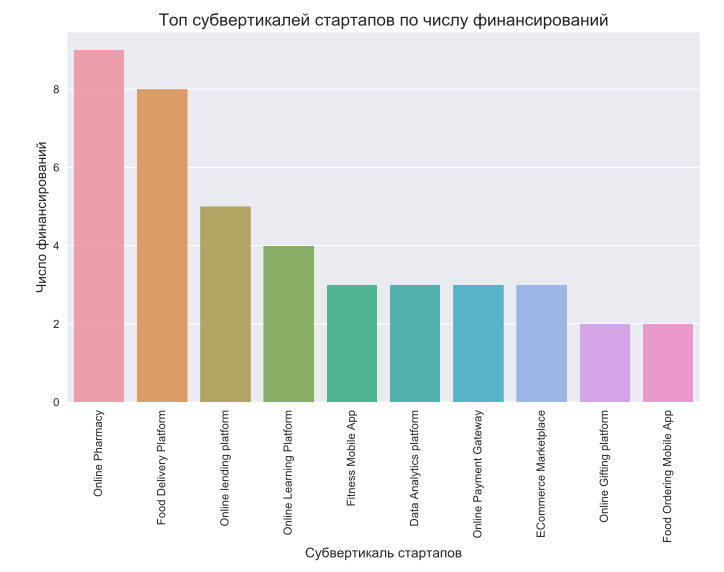 Топ субвертикалей стартапов по числу финансирований
Число финансирований
8
6
4
2
0
Online Pharmacy
Food Delivery Platform
Online lending platform
Online Learning Platform
Fitness Mobile App
Data Analytics platform
Online Payment Gateway
ECommerce Marketplace
Online Gifting platform
Food Ordering Mobile App
Субвертикаль стартапов